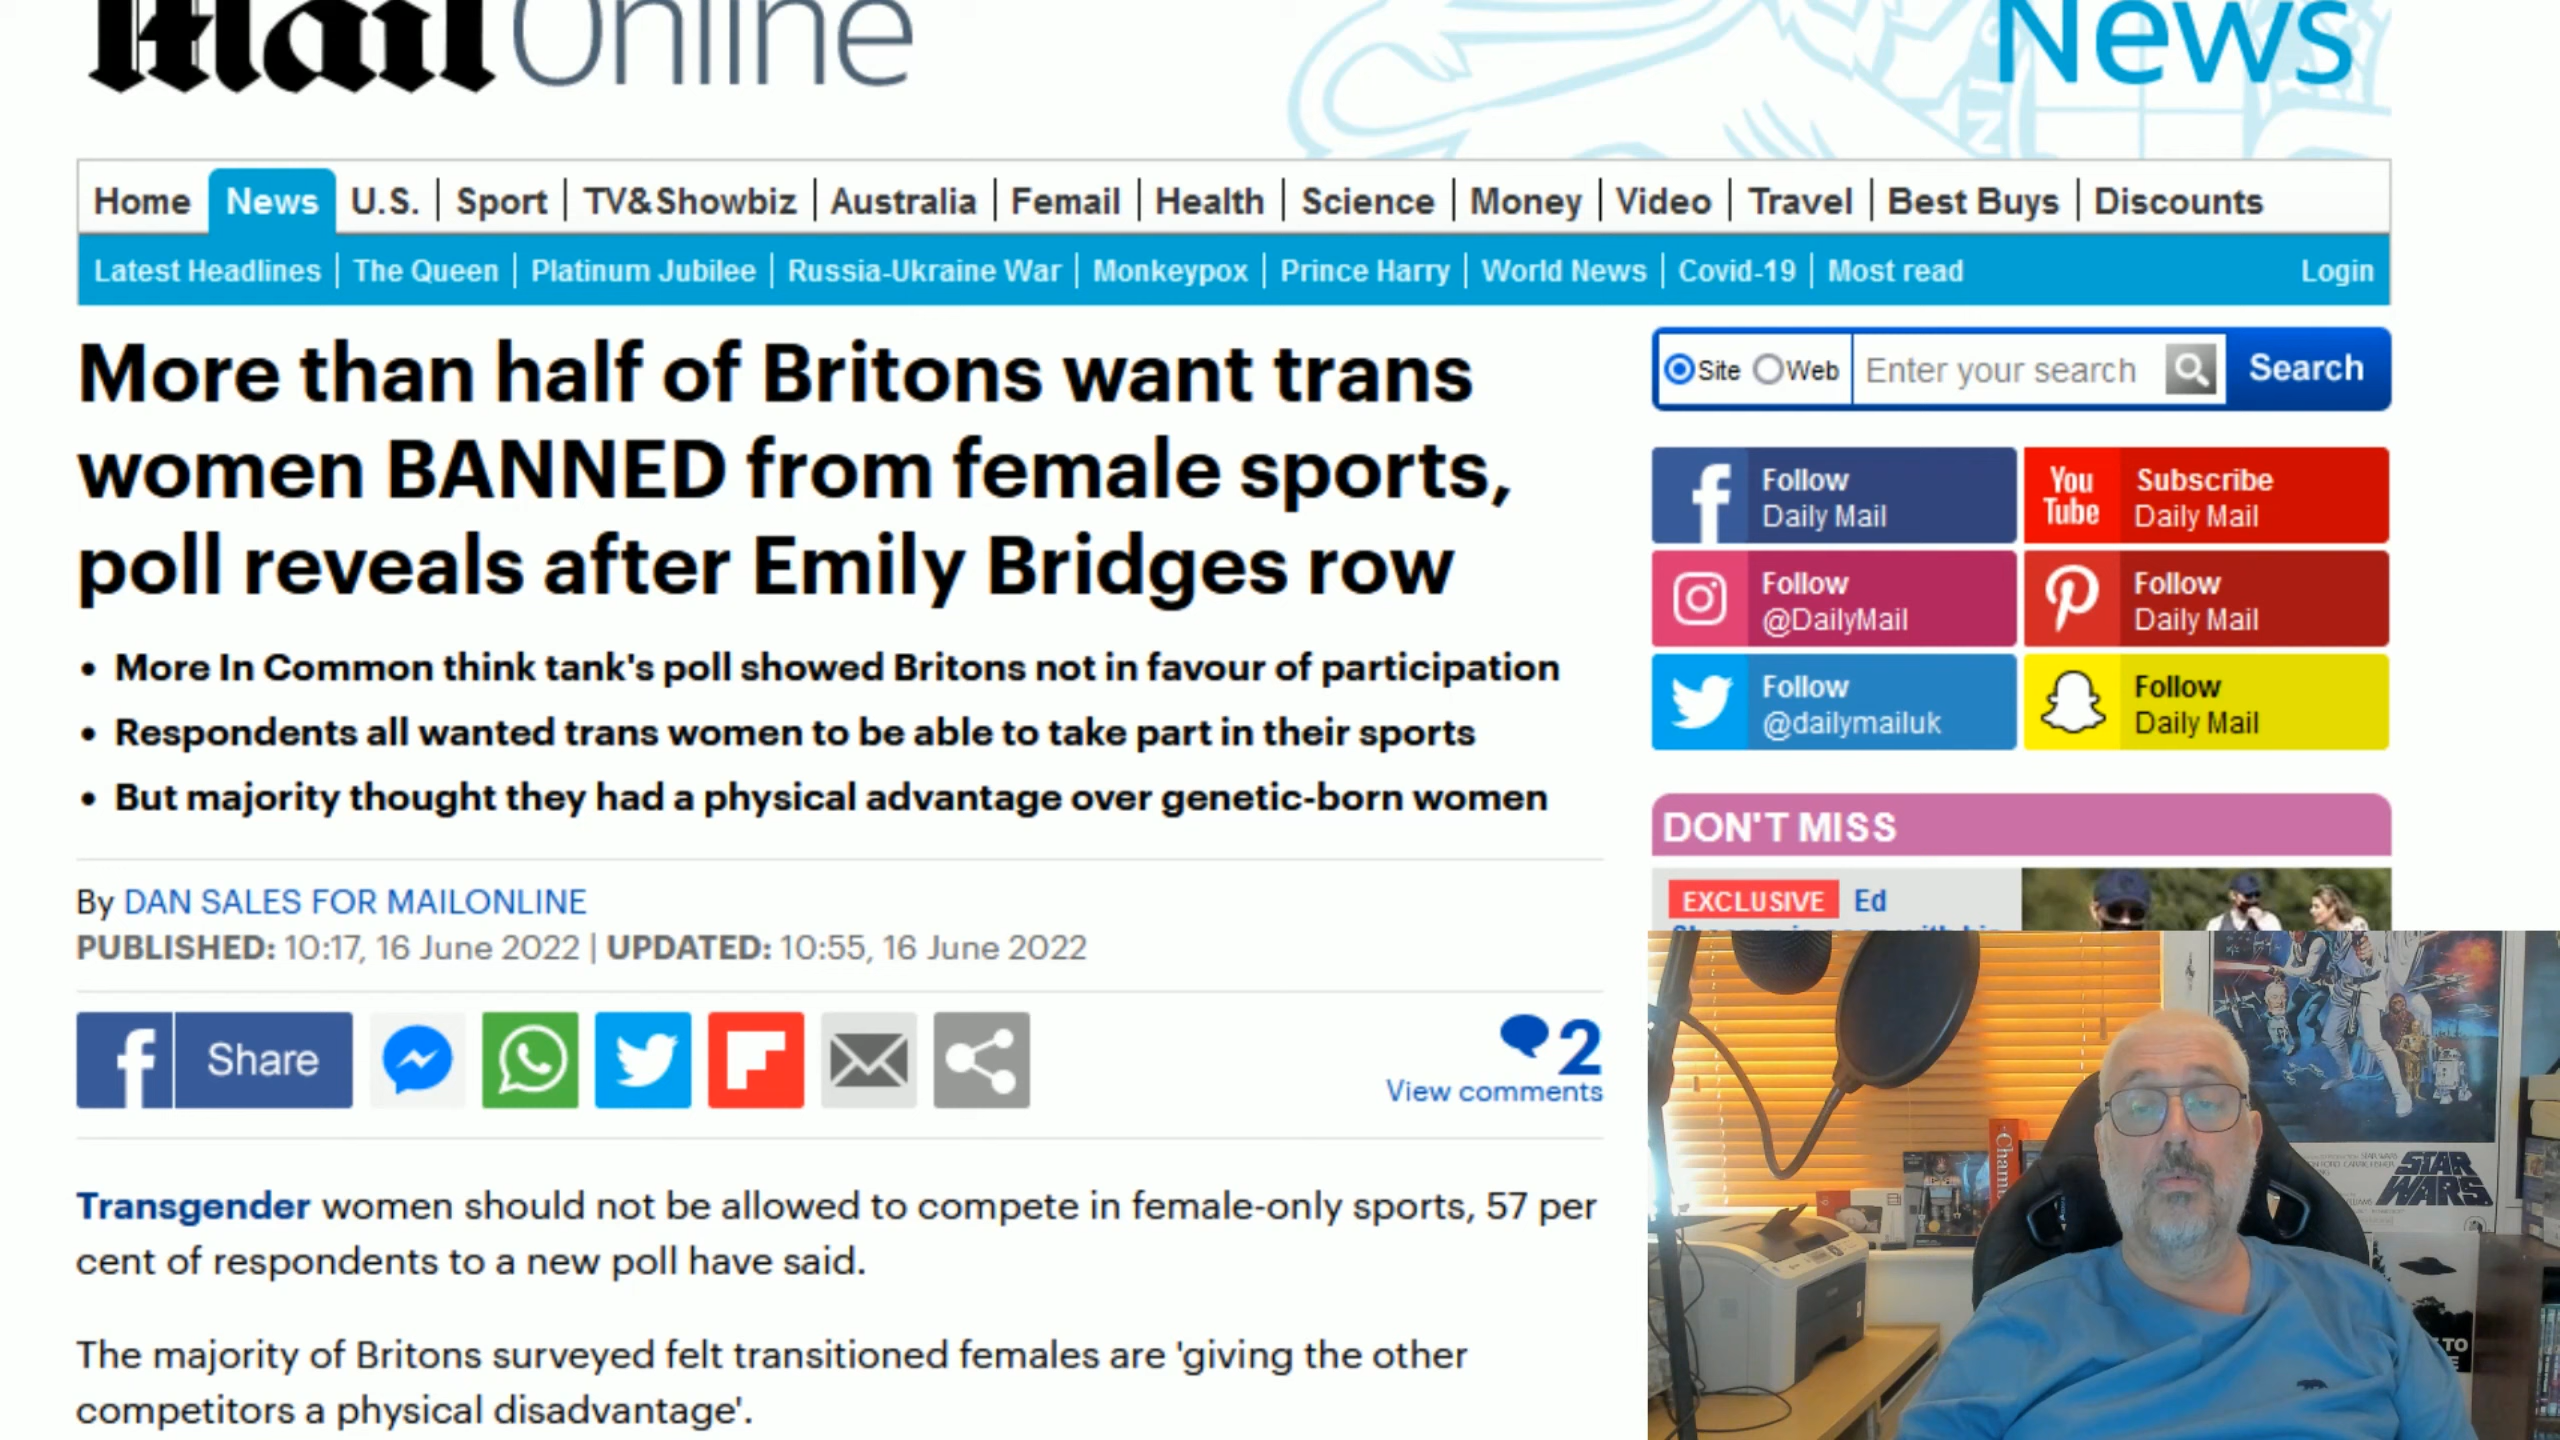 Mail Online
News
Home News U.S. Sport TV&Showbiz Australia Femail Health Science Money Video Travel Best Buys Discounts
Latest Headlines The Queen Platinum Jubilee Russia-Ukraine War Monkeypox Prince Harry World News Covid-19 Most read Login
More than half of Britons want trans
women BANNED from female sports,
poll reveals after Emily Bridges row
• More In Common think tank's poll showed Britons not in favour of participation
• Respondents all wanted trans women to be able to take part in their sports
• But majority thought they had a physical advantage over genetic-born women
By DAN SALES FOR MAILONLINE
PUBLISHED: 10:17, 16 June 2022 | UPDATED: 10:55, 16 June 2022
Share
2
View comments
Transgender women should not be allowed to compete in female-only sports, 57 per
cent of respondents to a new poll have said.
The majority of Britons surveyed felt transitioned females are 'giving the other
competitors a physical disadvantage'.
Site Web Enter your search Search
Follow
Daily Mail
You
Tube
Subscribe
Daily Mail
Follow
@DailyMail
Follow
Daily Mail
Follow
@dailymailuk
Follow
Daily Mail
DON'T MISS
EXCLUSIVE Ed
STAR
WARS
TO